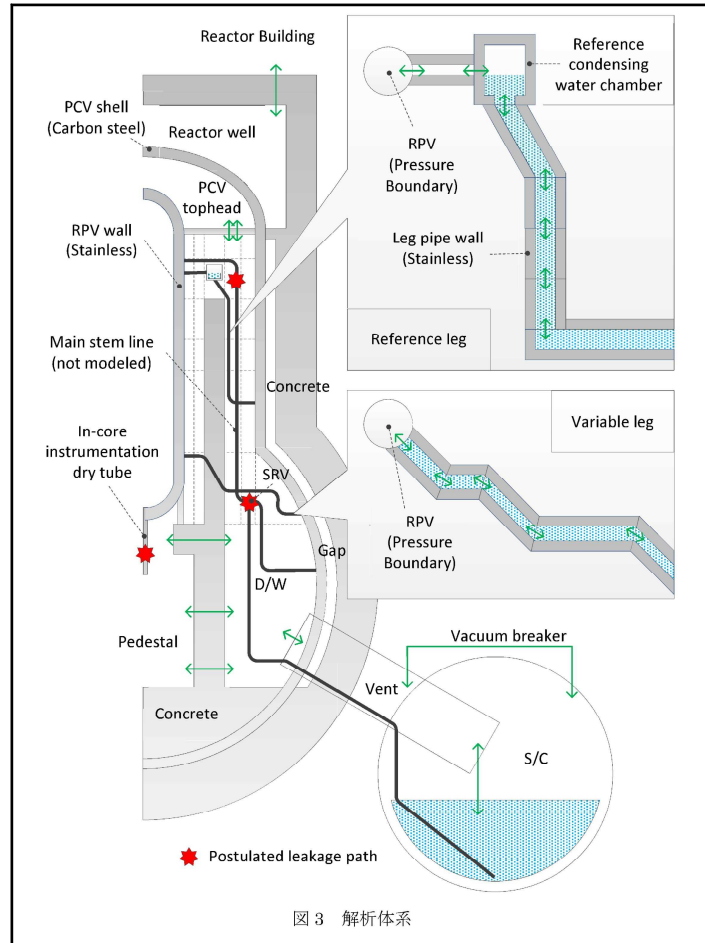 Reactor Building
PCV shell
(Carbon steel)
Reactor well
PCV
tophead
RPV wall
(Stainless)
Main stem line
(not modeled)
Concrete
In-core
instrumentation
dry tube
SRV
Gap
D/W
Pedestal
Concrete
Vent
Vacuum breaker
S/C
Postulated leakage path
Reference
condensing
water chamber
RPV
(Pressure
Boundary)
Leg pipe wall
(Stainless)
Reference leg
Variable leg
RPV
(Pressure
Boundary)
図 3 解析体系